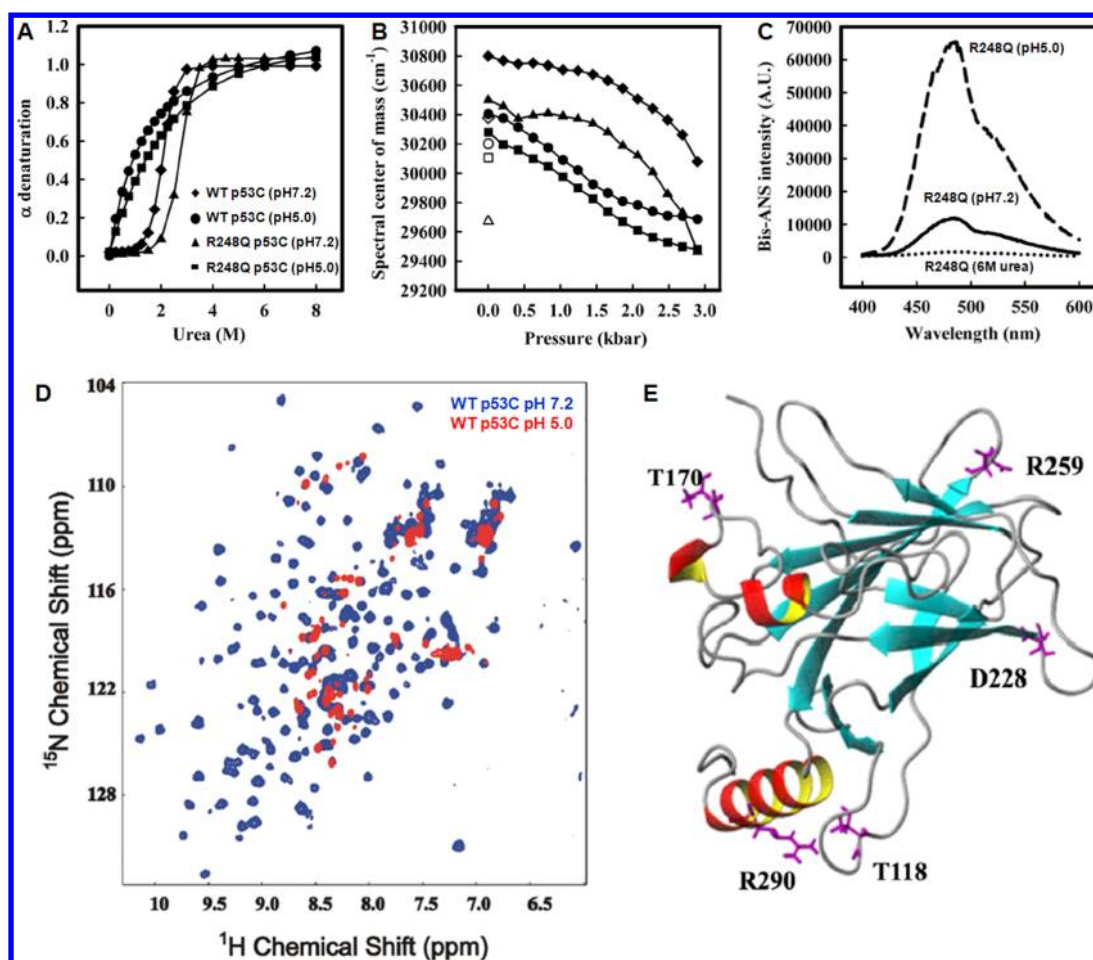 A
1.2
1.0
0.8
0.6
0.4
0.2
0.0
α denaturation
WT p53C (pH7.2)
WT p53C (pH5.0)
R248Q p53C (pH7.2)
R248Q p53C (pH5.0)
0 2 4 6 8
Urea (M)
B
31000
30800
30600
30400
30200
30000
29800
29600
29400
29200
Spectral center of mass (cm-1)
0.0 0.5 1.0 1.5 2.0 2.5 3.0
Pressure (kbar)
C
70000
60000
50000
40000
30000
20000
10000
0
Bis-ANS intensity (A.U.)
R248Q (pH5.0)
R248Q (pH7.2)
R248Q (6M urea)
400 450 500 550 600
Wavelength (nm)
D
WT p53C pH 7.2
WT p53C pH 5.0
104
110
116
122
128
15N Chemical Shift (ppm)
10 9.5 9.0 8.5 8.0 7.5 7.0 6.5
1H Chemical Shift (ppm)
E
T170
R259
D228
R290
T118